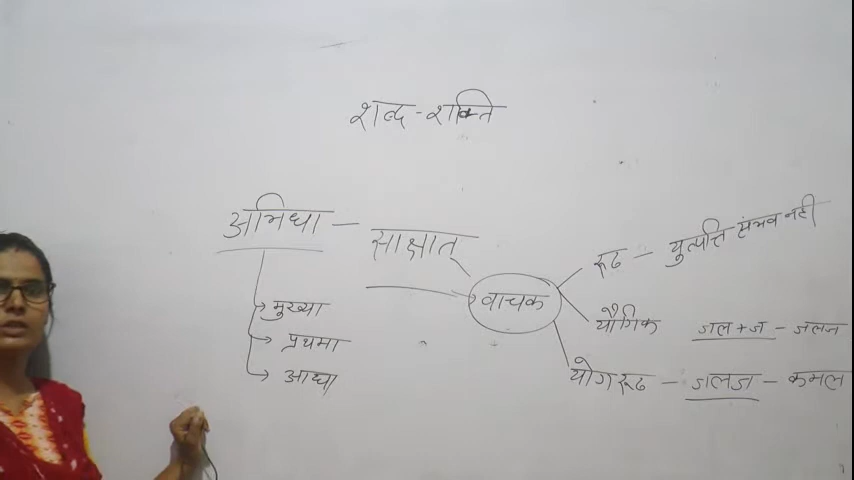 शब्द-शक्ति
अभिधा - साक्षात्
मुख्या
प्रथमा
आद्या
वाचक
रूढ - युत्पत्ति संभव नही
यौगिक जल+ज - जलज
योगरूढ - जलज - कमल